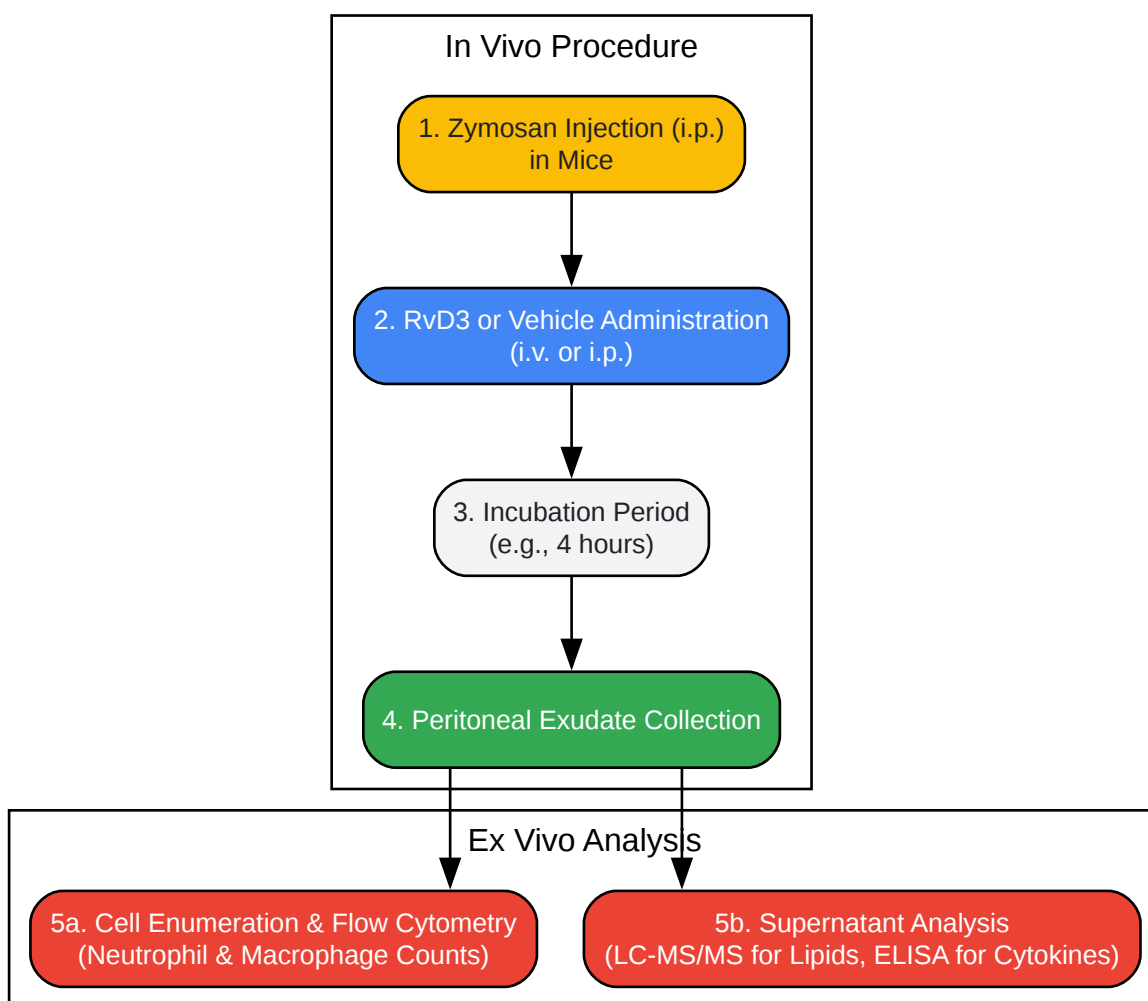 In Vivo Procedure
1. Zymosan Injection (i.p.)
in Mice
2. RvD3 or Vehicle Administration
(i.v. or i.p.)
3. Incubation Period
(e.g., 4 hours)
4. Peritoneal Exudate Collection
Ex Vivo Analysis
5a. Cell Enumeration & Flow Cytometry
(Neutrophil & Macrophage Counts)
5b. Supernatant Analysis
(LC-MS/MS for Lipids, ELISA for Cytokines)